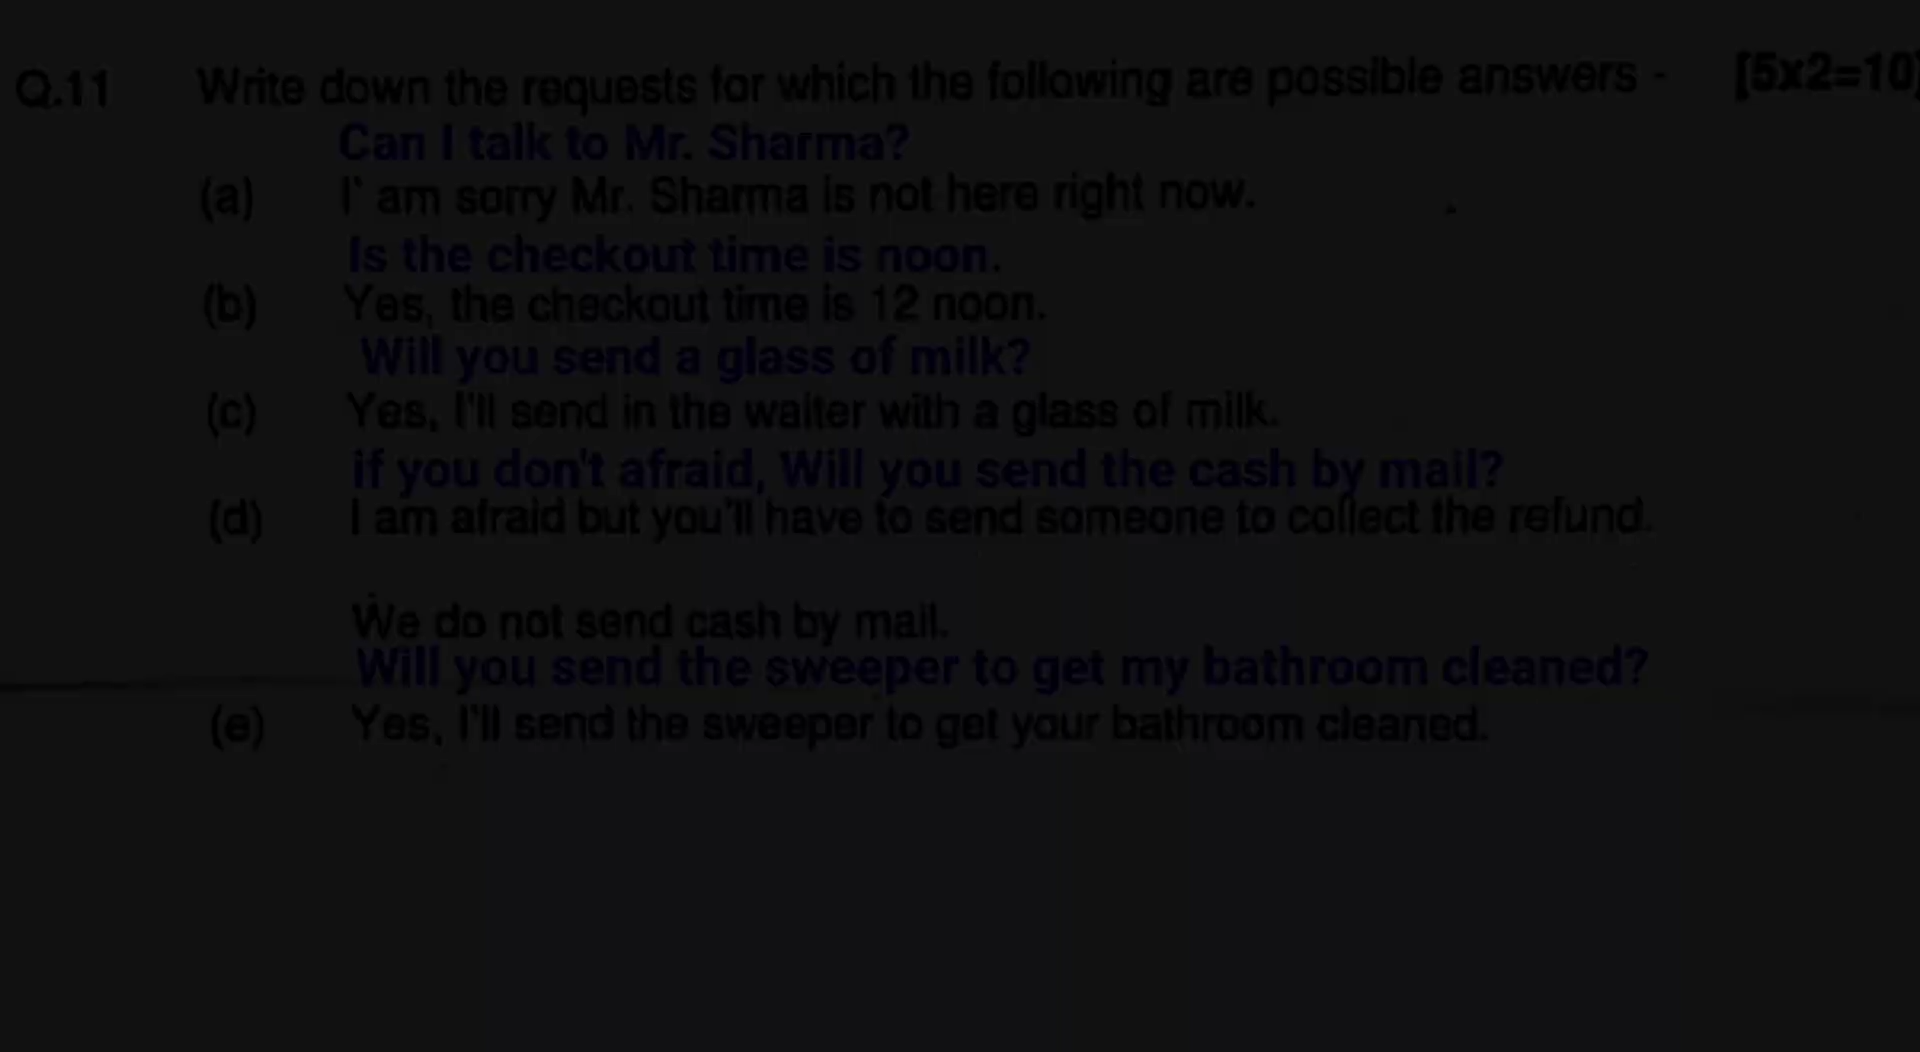 Q.11 Write down the requests for which the following are possible answers - [5x2=10]
Can I talk to Mr. Sharma?
(a) I' am sorry Mr. Sharma is not here right now.
Is the checkout time is noon.
(b) Yes, the checkout time is 12 noon.
Will you send a glass of milk?
(c) Yes, I'll send in the waiter with a glass of milk.
if you don't afraid, Will you send the cash by mail?
(d) I am afraid but you'll have to send someone to collect the refund.
We do not send cash by mail.
Will you send the sweeper to get my bathroom cleaned?
(e) Yes, I'll send the sweeper to get your bathroom cleaned.